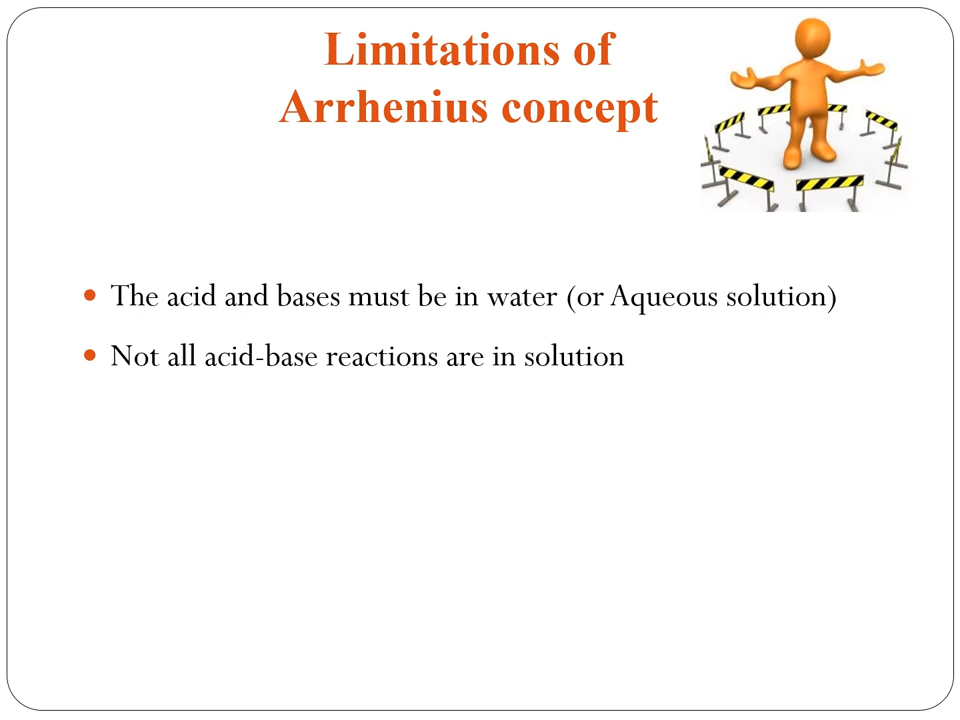 Limitations of
Arrhenius concept
• The acid and bases must be in water (or Aqueous solution)
• Not all acid-base reactions are in solution